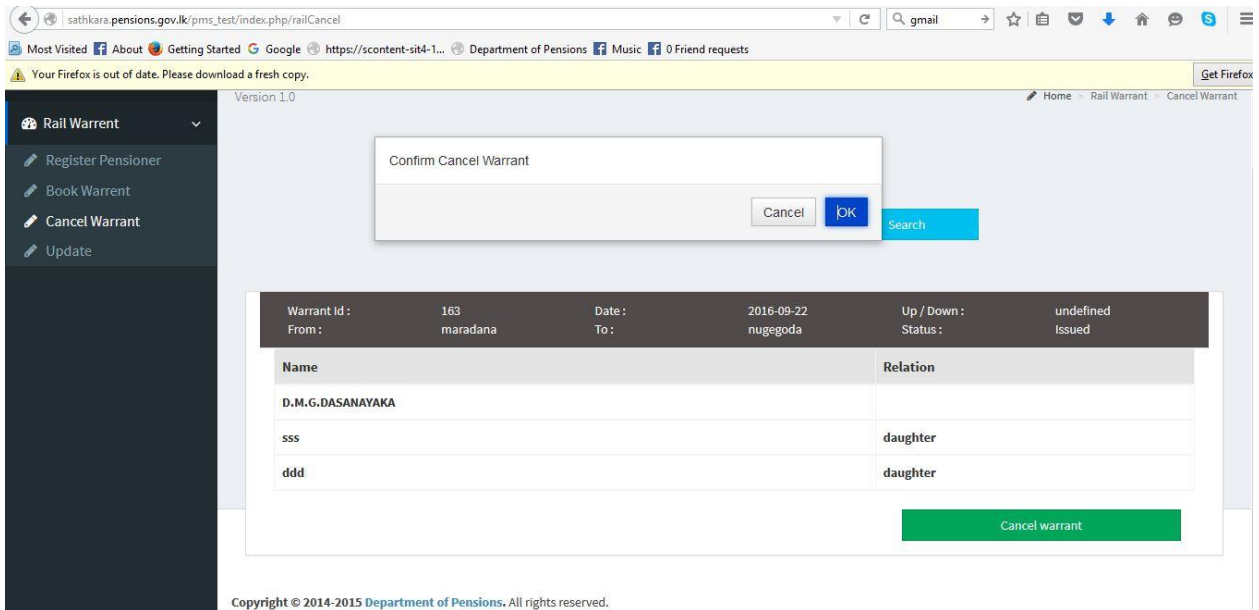 sathkara.pensions.gov.lk/pms_test/index.php/railCancel
gmail
Most Visited About Getting Started Google https://scontent-sit4-1... Department of Pensions Music 0 Friend requests
Your Firefox is out of date. Please download a fresh copy. Get Firefox
Version 1.0 Home > Rail Warrant > Cancel Warrant
Rail Warrent
Register Pensioner
Book Warrent
Cancel Warrant
Update
Confirm Cancel Warrant
Cancel OK
Search
Warrant Id : 163 Date : 2016-09-22 Up / Down : undefined
From : maradana To : nugegoda Status : Issued
Name Relation
D.M.G.DASANAYAKA
sss daughter
ddd daughter
Cancel warrant
Copyright © 2014-2015 Department of Pensions. All rights reserved.